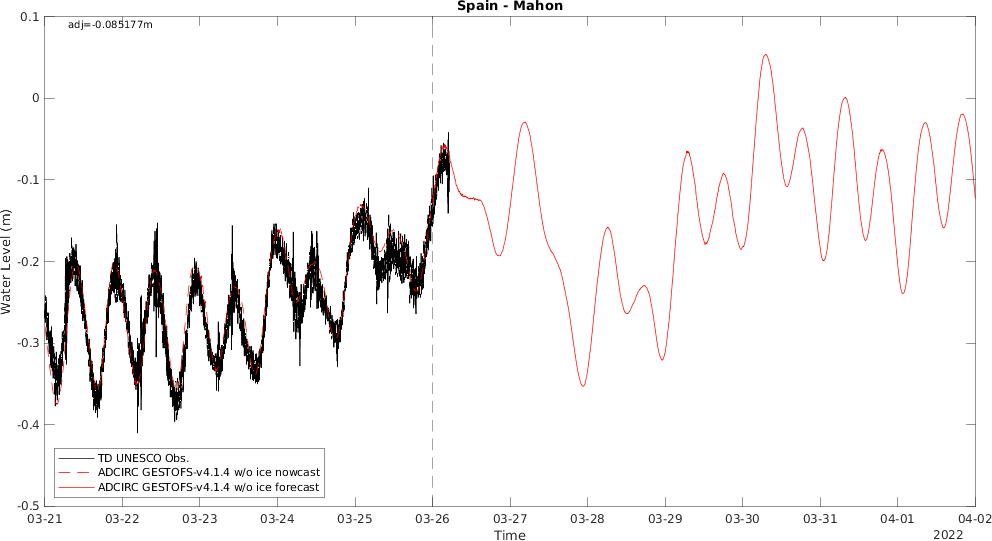 Spain - Mahon
adj=-0.085177m
0.1
0
-0.1
-0.2
-0.3
-0.4
-0.5
Water Level (m)
TD UNESCO Obs.
ADCIRC GESTOFS-v4.1.4 w/o ice nowcast
ADCIRC GESTOFS-v4.1.4 w/o ice forecast
03-21 03-22 03-23 03-24 03-25 03-26 03-27 03-28 03-29 03-30 03-31 04-01 04-02
Time
2022